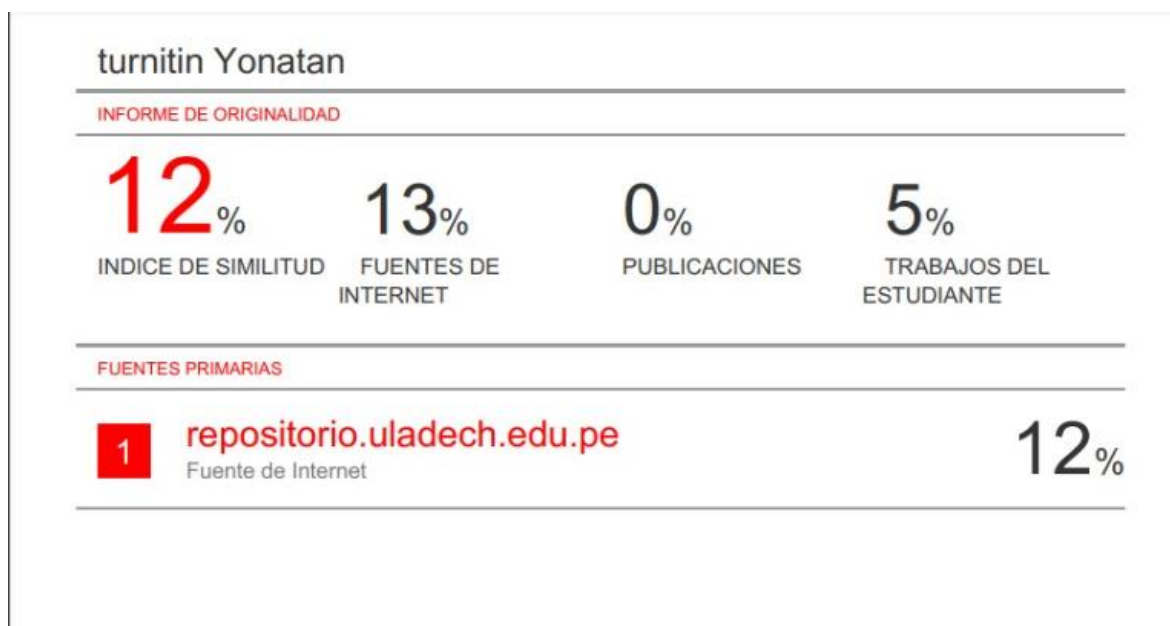 turnitin Yonatan
INFORME DE ORIGINALIDAD
12%
INDICE DE SIMILITUD
13%
FUENTES DE
INTERNET
0%
PUBLICACIONES
5%
TRABAJOS DEL
ESTUDIANTE
FUENTES PRIMARIAS
1
repositorio.uladech.edu.pe
Fuente de Internet
12%